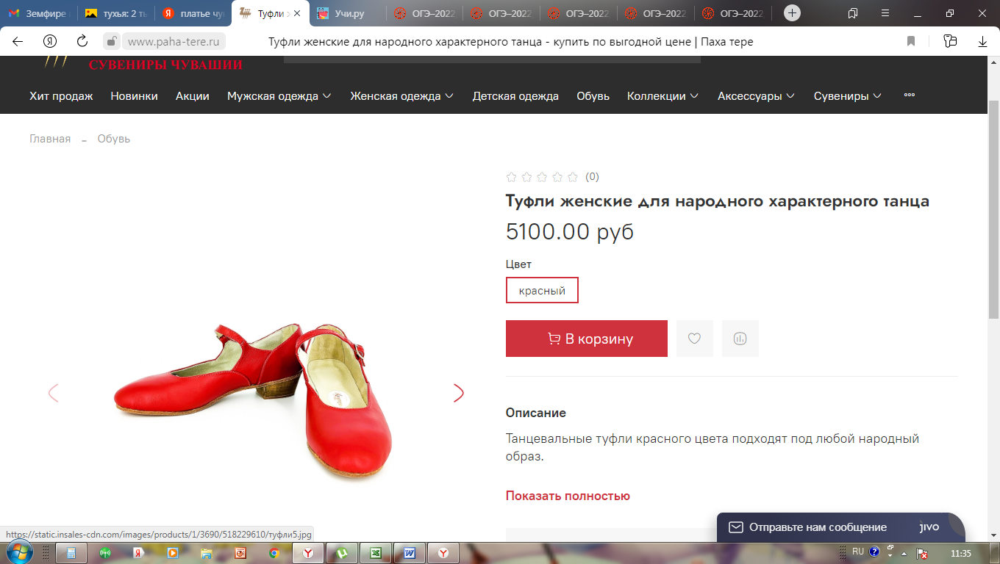 Земфире
тухья: 2 ты
платье чу
Туфли
Учи.ру
ОГЭ–2022
ОГЭ–2022
ОГЭ–2022
ОГЭ–2022
ОГЭ–2022
www.paha-tere.ru
Туфли женские для народного характерного танца - купить по выгодной цене | Паха тере
СУВЕНИРЫ ЧУВАШИИ
Хит продаж
Новинки
Акции
Мужская одежда
Женская одежда
Детская одежда
Обувь
Коллекции
Аксессуары
Сувениры
Главная – Обувь
(0)
Туфли женские для народного характерного танца
5100.00 руб
Цвет
красный
В корзину
Описание
Танцевальные туфли красного цвета подходят под любой народный
образ.
Показать полностью
Отправьте нам сообщение
jivo
https://static.insales-cdn.com/images/products/1/3690/518229610/туфли5.jpg
RU
11:35